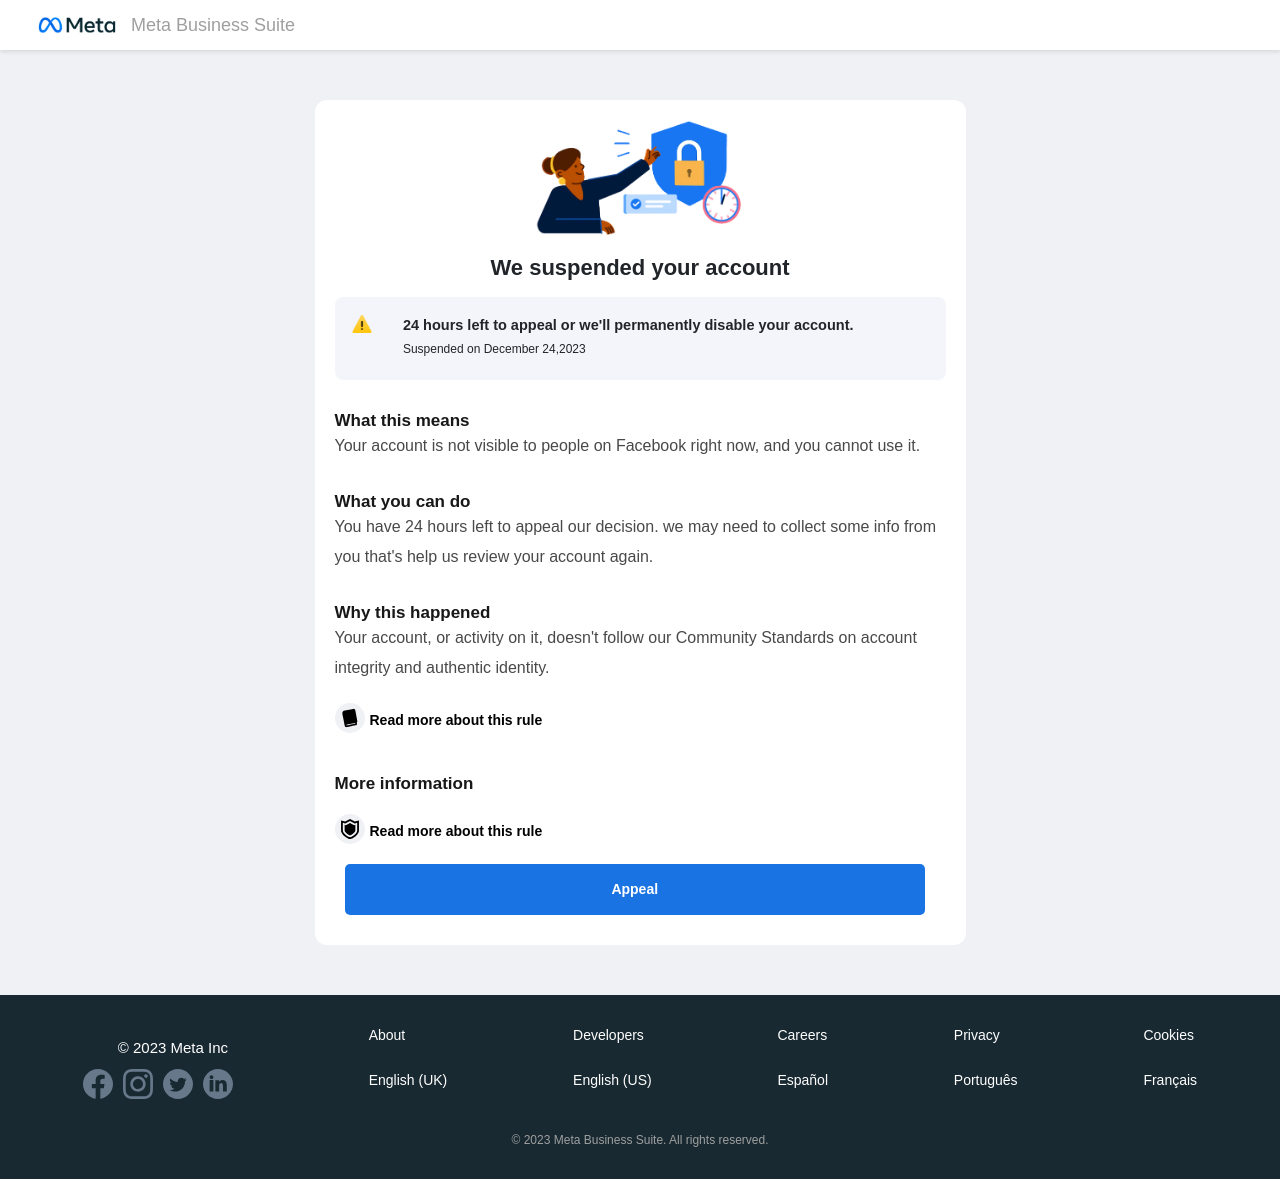 Meta Meta Business Suite
We suspended your account
24 hours left to appeal or we'll permanently disable your account.
Suspended on December 24,2023
What this means
Your account is not visible to people on Facebook right now, and you cannot use it.
What you can do
You have 24 hours left to appeal our decision. we may need to collect some info from
you that's help us review your account again.
Why this happened
Your account, or activity on it, doesn't follow our Community Standards on account
integrity and authentic identity.
Read more about this rule
More information
Read more about this rule
Appeal
© 2023 Meta Inc
About Developers Careers Privacy Cookies
English (UK) English (US) Español Português Français
© 2023 Meta Business Suite. All rights reserved.